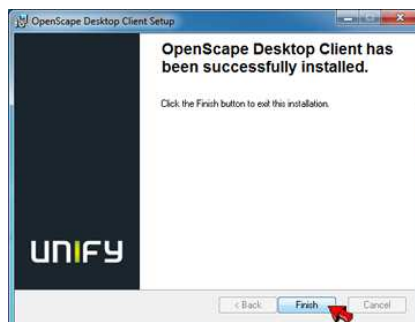 OpenScape Desktop Client Setup
OpenScape Desktop Client has
been successfully installed.
Click the Finish button to exit this installation.
UNIFY
< Back Finish Cancel